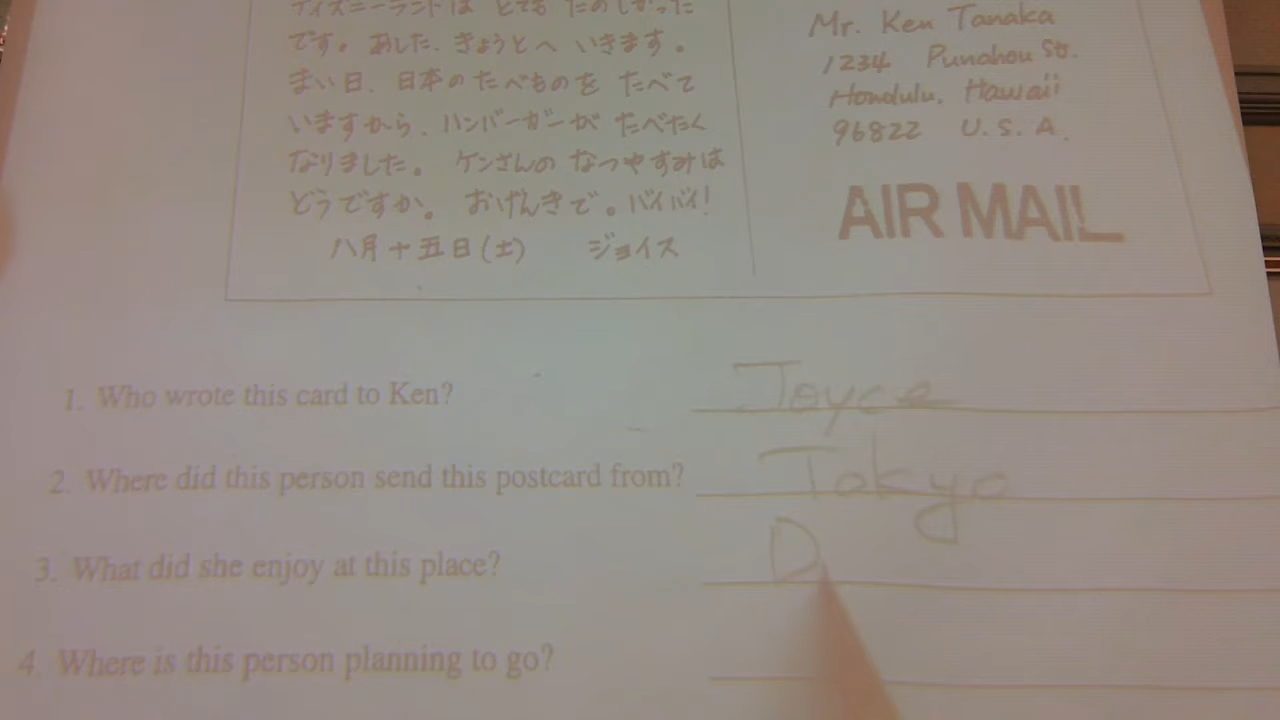 ディズニーランドは とても たのしかった
です。あした、きょうとへ いきます。
まい日、日本のたべものを たべて
いますから、ハンバーガーが たべたく
なりました。ケンさんの なつやすみは
どうですか。おげんきで。バイバイ!
八月十五日(土) ジョイス
Mr. Ken Tanaka
1234 Punahou St.
Honolulu, Hawaii
96822 U.S.A.
AIR MAIL
1. Who wrote this card to Ken? Joyce
2. Where did this person send this postcard from? Tokyo
3. What did she enjoy at this place? D
4. Where is this person planning to go?